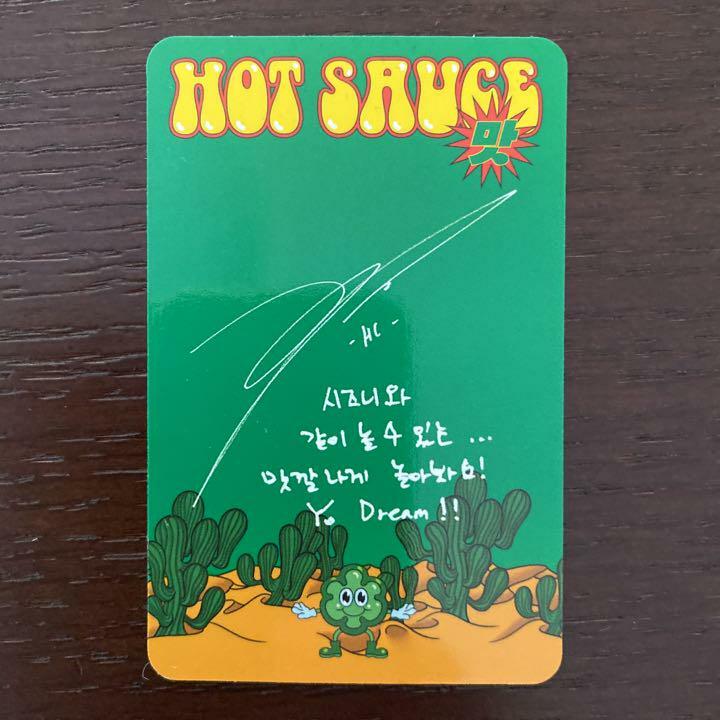 HOT SAUCE
맛
- HC -
시즈니와
같이 놀 수 있는 ...
맛깔나게 놀아봐요!
Yo Dream!!